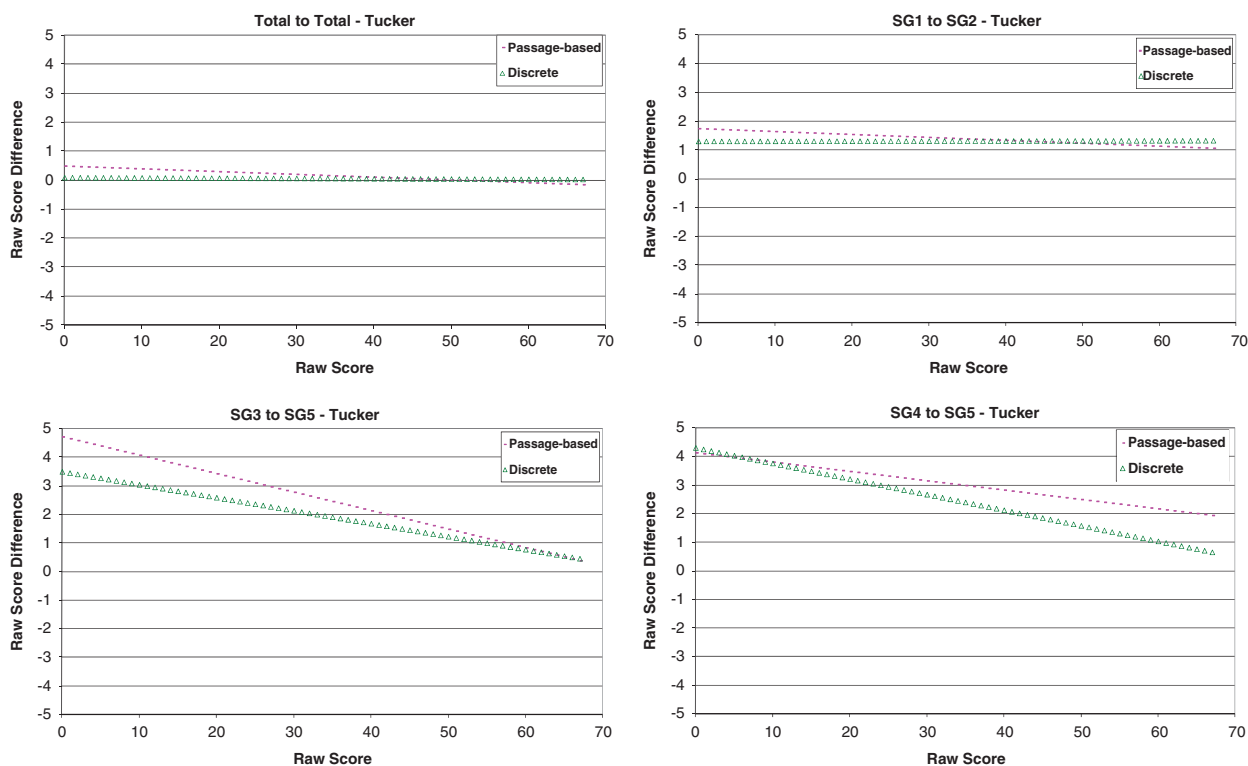 Total to Total - Tucker
5
4
3
2
1
0
-1
-2
-3
-4
-5
Raw Score Difference
Passage-based
Discrete
0 10 20 30 40 50 60 70
Raw Score
SG1 to SG2 - Tucker
5
4
3
2
1
0
-1
-2
-3
-4
-5
Raw Score Difference
Passage-based
Discrete
0 10 20 30 40 50 60 70
Raw Score
SG3 to SG5 - Tucker
5
4
3
2
1
0
-1
-2
-3
-4
-5
Raw Score Difference
Passage-based
Discrete
0 10 20 30 40 50 60 70
Raw Score
SG4 to SG5 - Tucker
5
4
3
2
1
0
-1
-2
-3
-4
-5
Raw Score Difference
Passage-based
Discrete
0 10 20 30 40 50 60 70
Raw Score